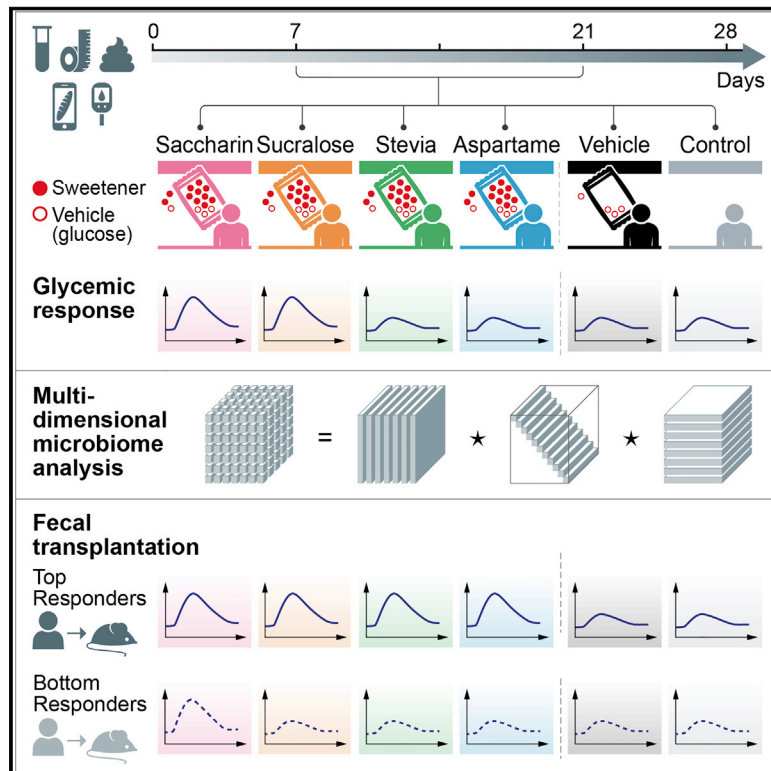 0 7 21 28
Days
Saccharin Sucralose Stevia Aspartame Vehicle Control
Sweetener
Vehicle
(glucose)
Glycemic
response
Multi-
dimensional
microbiome
analysis
=
Fecal
transplantation
Top
Responders
Bottom
Responders